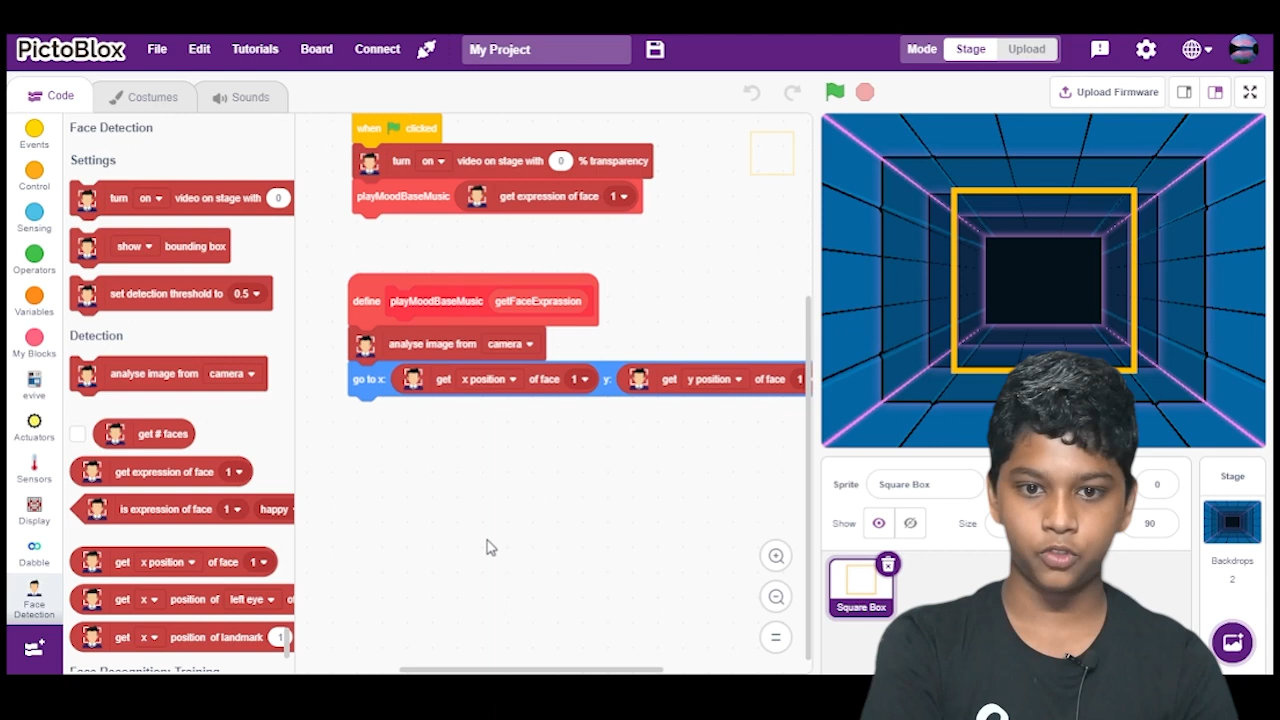 PictoBlox File Edit Tutorials Board Connect My Project Mode Stage Upload
Code Costumes Sounds Upload Firmware
Events
Control
Sensing
Operators
Variables
My Blocks
evive
Actuators
Sensors
Display
Dabble
Face Detection
Face Detection
Settings
turn on video on stage with 0
show bounding box
set detection threshold to 0.5
Detection
analyse image from camera
get # faces
get expression of face 1
is expression of face 1 happy
get x position of face 1
get x position of left eye
get x position of landmark 1
Face Recognition: Training
when clicked
turn on video on stage with 0 % transparency
playMoodBaseMusic get expression of face 1
define playMoodBaseMusic getFaceExprassion
analyse image from camera
go to x: get x position of face 1 y: get y position of face 1
Sprite Square Box 0
Show Size 90
Square Box
Stage
Backdrops
2